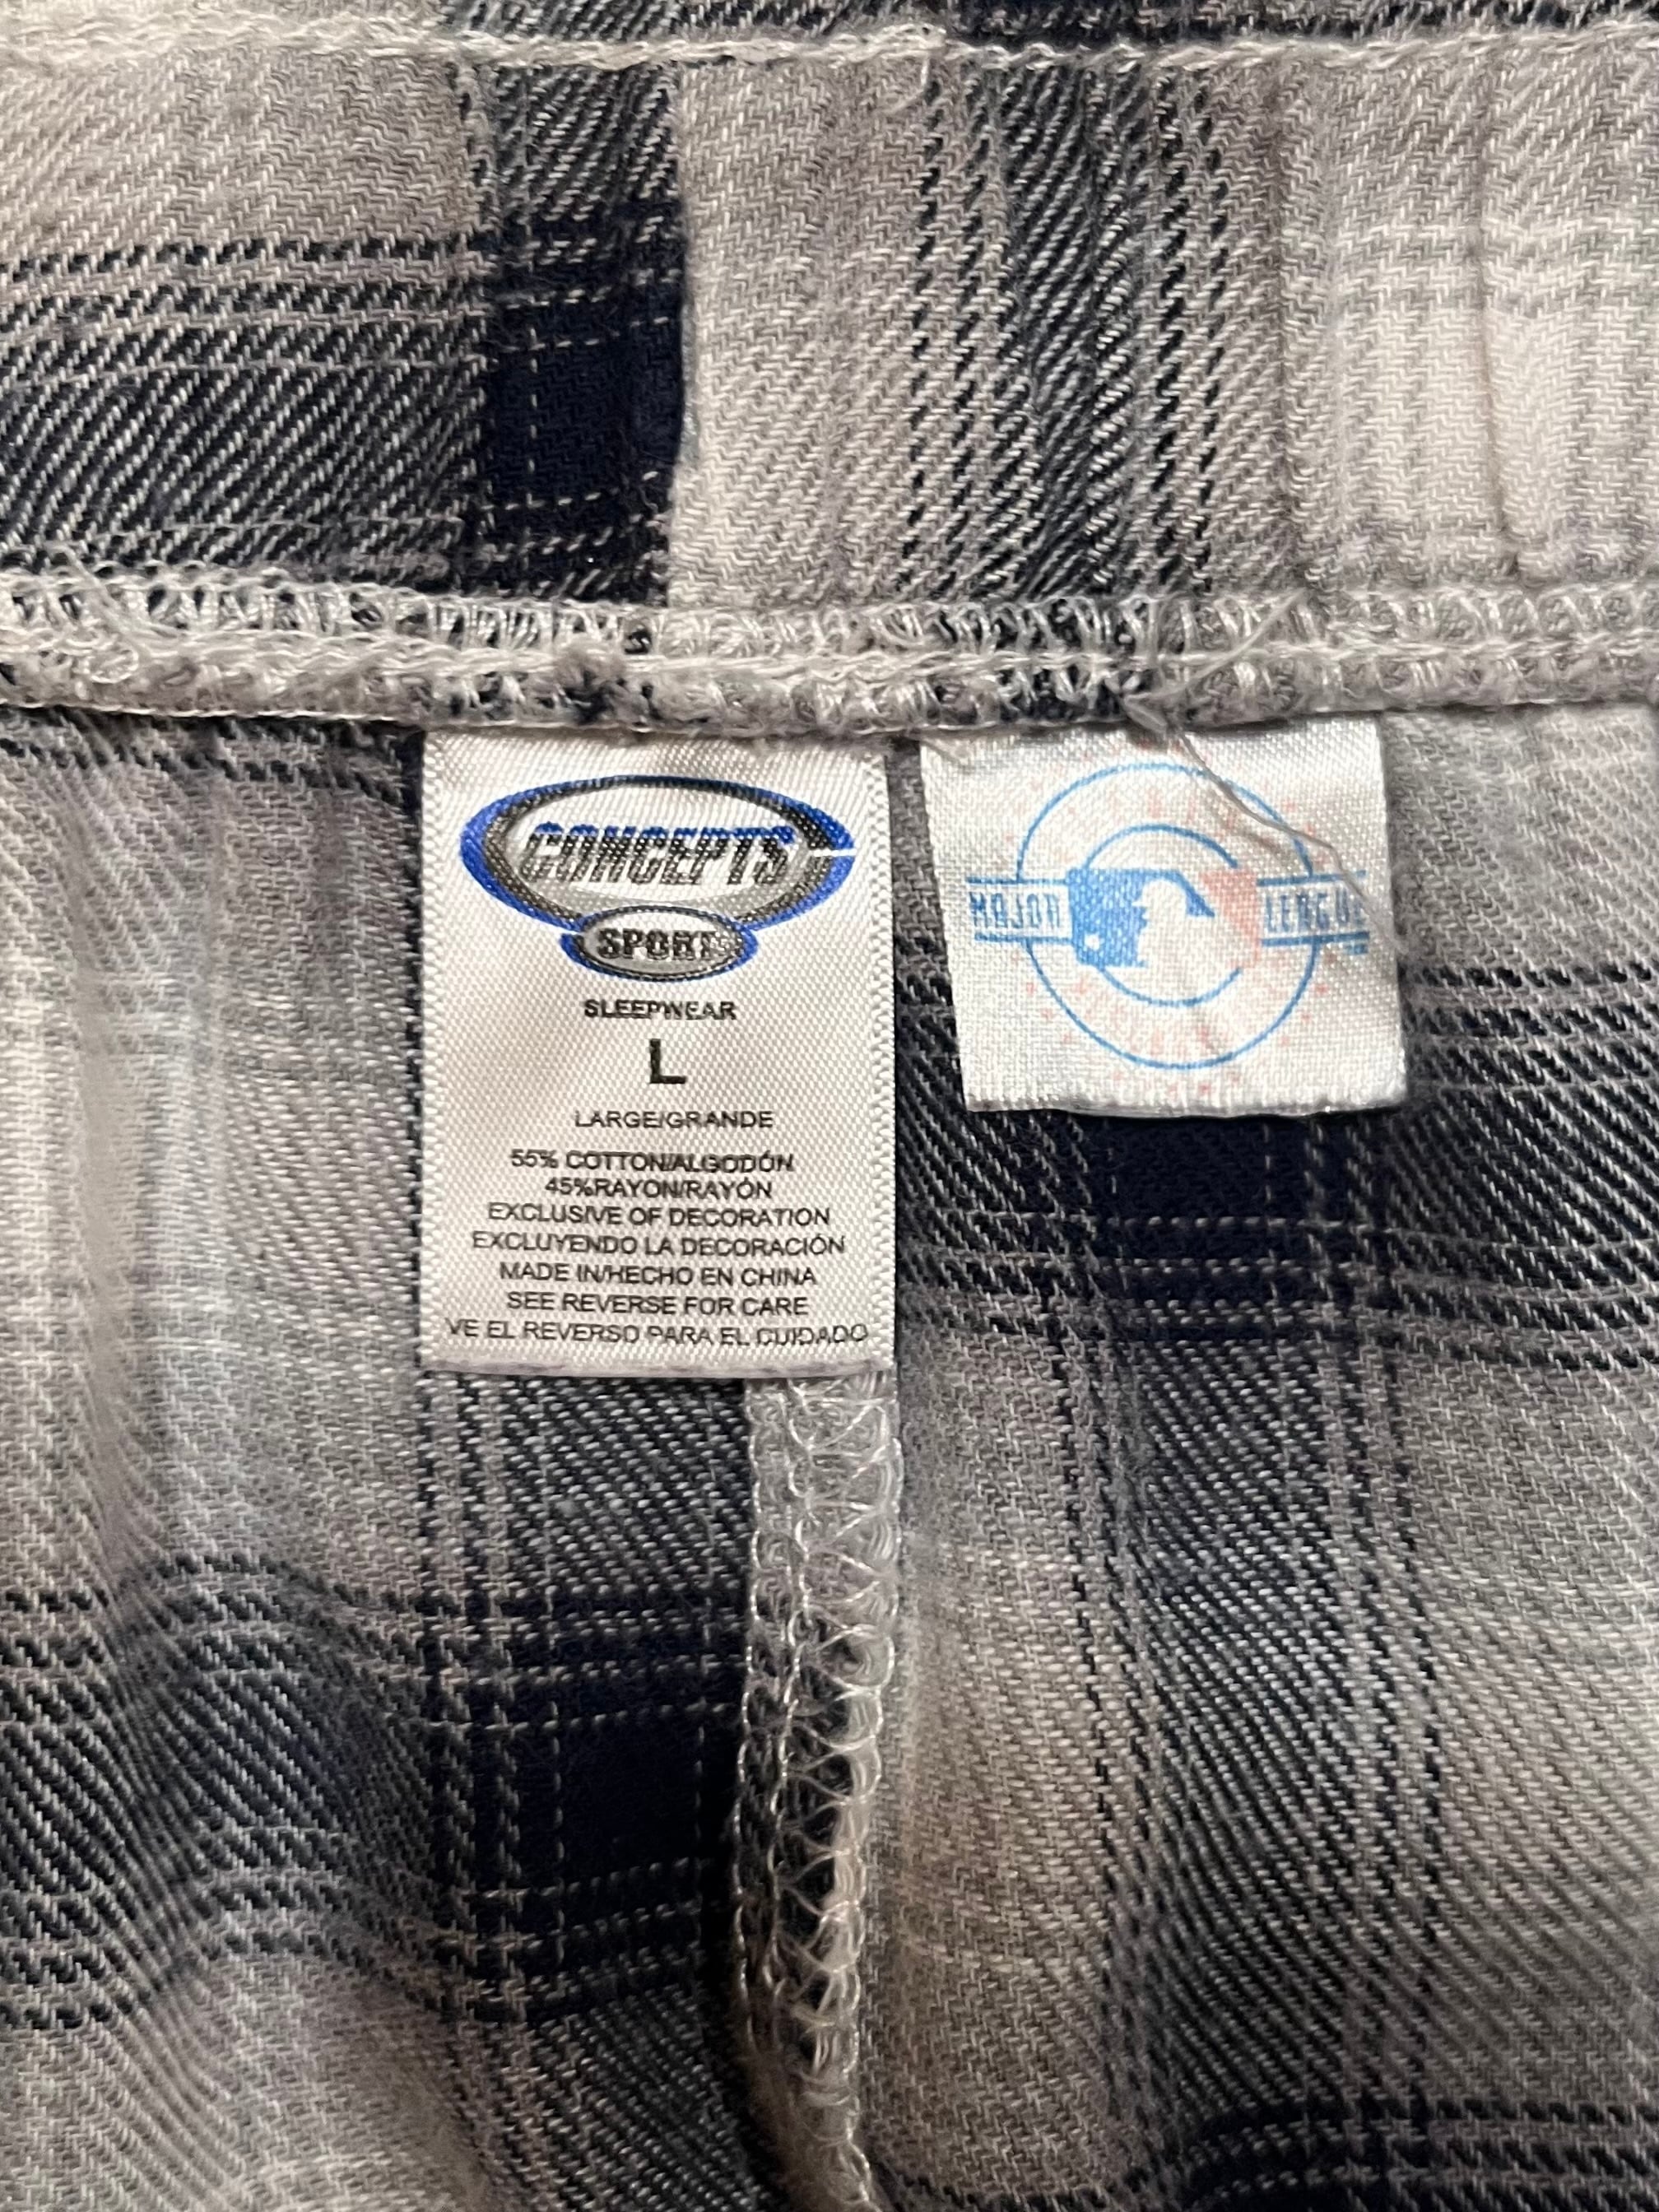 CONCEPTS
SPORT
SLEEPWEAR
L
LARGE/GRANDE
55% COTTON/ALGODÓN
45%RAYON/RAYÓN
EXCLUSIVE OF DECORATION
EXCLUYENDO LA DECORACIÓN
MADE IN/HECHO EN CHINA
SEE REVERSE FOR CARE
VE EL REVERSO PARA EL CUIDADO
MAJOR LEAGUE